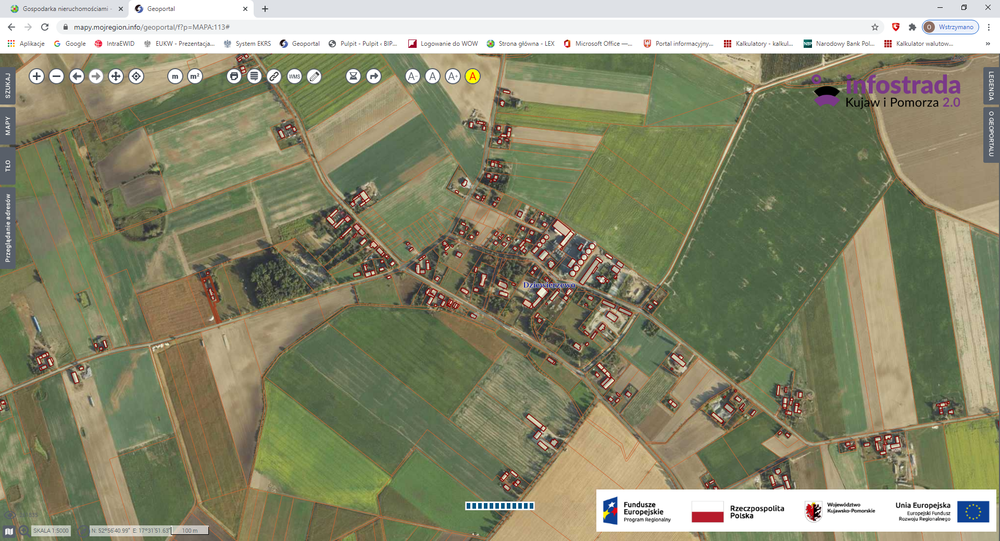 Gospodarka nieruchomościami -
Geoportal
mapy.mojregion.info/geoportal/f?p=MAPA:113#
O
Wstrzymano
Aplikacje
Google
IntraEWID
EUKW - Prezentacja...
System EKRS
Geoportal
Pulpit - Pulpit ‹ BIP...
Logowanie do WOW
Strona główna - LEX
Microsoft Office —...
Portal informacyjny...
Kalkulatory - kalkul...
NBP
Narodowy Bank Pol...
Kalkulator walutow...
»
m
m²
WMS
A-
A
A+
A
SZUKAJ
MAPY
TŁO
Przeglądanie adresów
Zaloguj
infostrada
Kujaw i Pomorza 2.0
LEGENDA
O GEOPORTALU
Dziewierzewo
SKALA 1:5000
N: 52°56'40.99" E: 17°31'51.63"
100 m
Fundusze
Europejskie
Program Regionalny
Rzeczpospolita
Polska
Województwo
Kujawsko-Pomorskie
Unia Europejska
Europejski Fundusz
Rozwoju Regionalnego